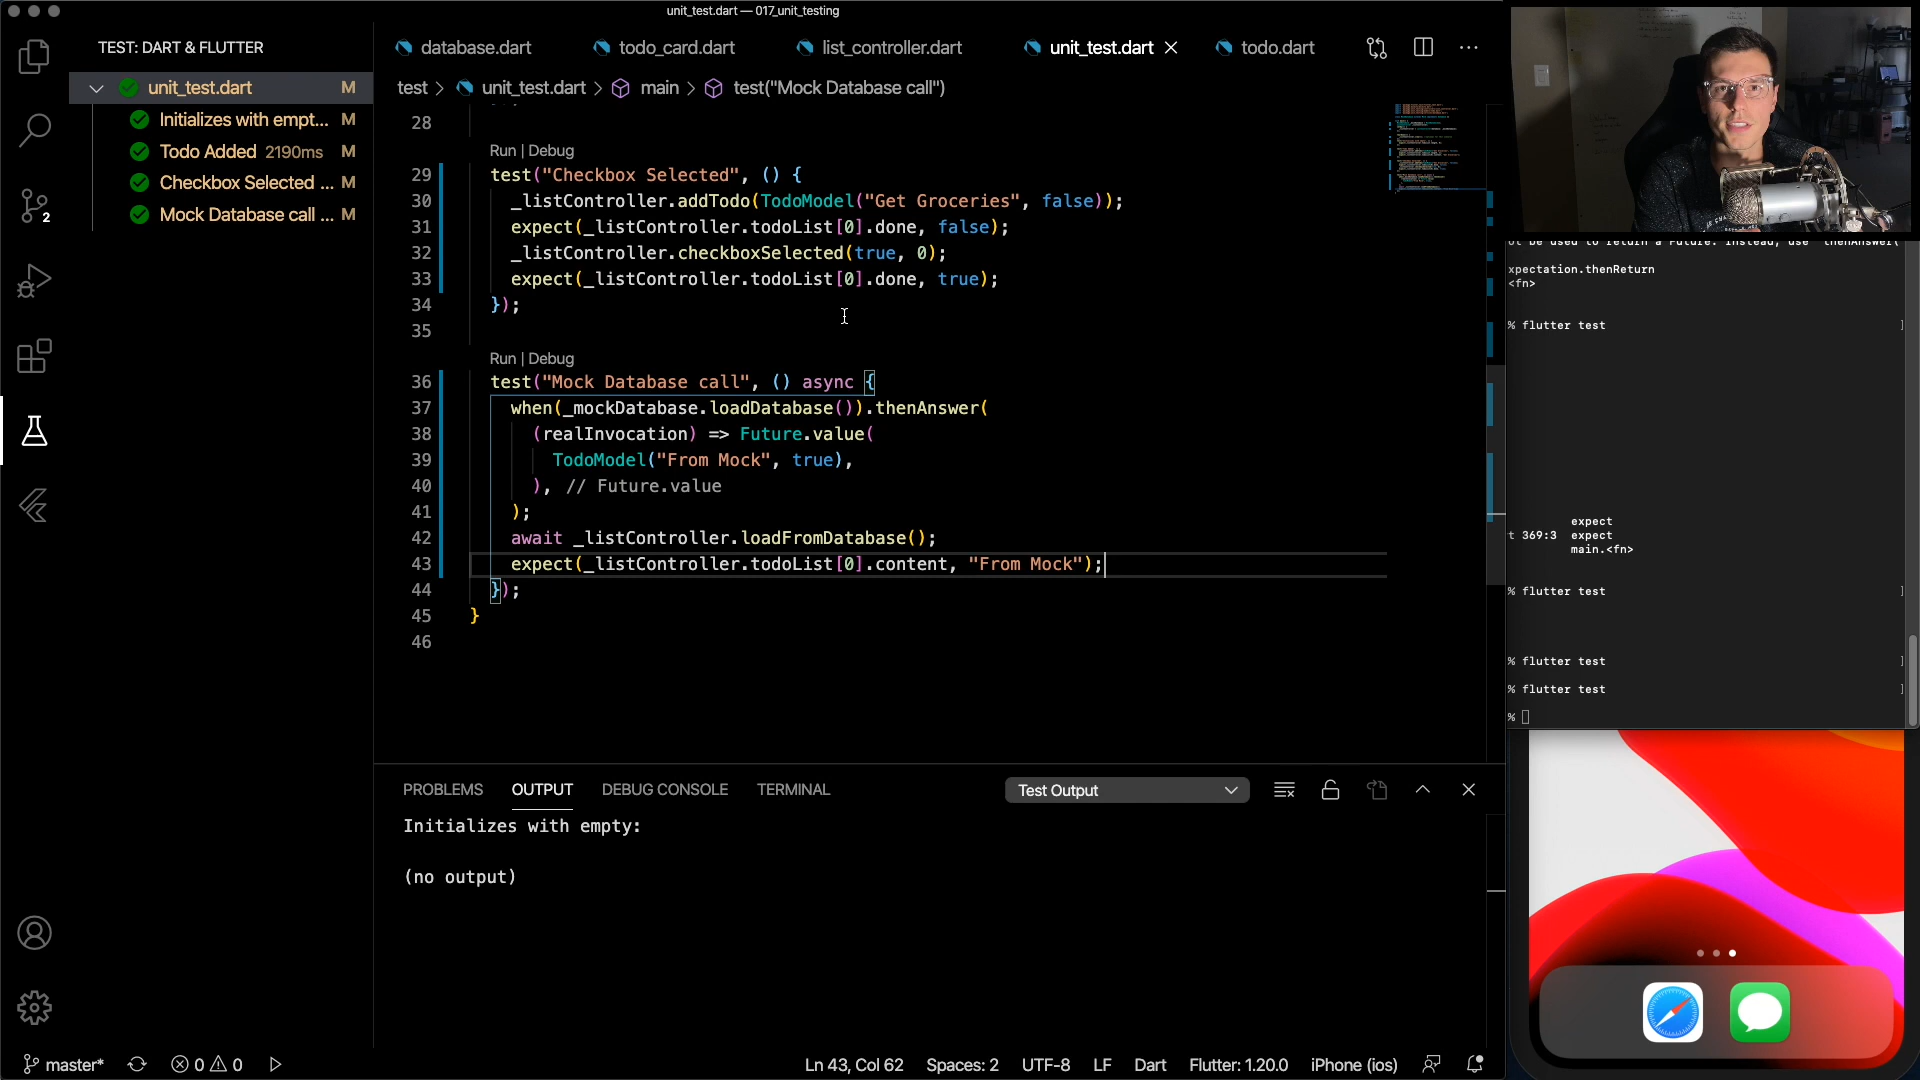 unit_test.dart — 017_unit_testing
TEST: DART & FLUTTER
unit_test.dart M
Initializes with empt... M
Todo Added 2190ms M
Checkbox Selected ... M
Mock Database call ... M
2
database.dart
todo_card.dart
list_controller.dart
unit_test.dart
todo.dart
test > unit_test.dart > main > test("Mock Database call")
28
Run | Debug
29 test("Checkbox Selected", () {
30 _listController.addTodo(TodoModel("Get Groceries", false));
31 expect(_listController.todoList[0].done, false);
32 _listController.checkboxSelected(true, 0);
33 expect(_listController.todoList[0].done, true);
34 });
35
Run | Debug
36 test("Mock Database call", () async {
37 when(_mockDatabase.loadDatabase()).thenAnswer(
38 (realInvocation) => Future.value(
39 TodoModel("From Mock", true),
40 ), // Future.value
41 );
42 await _listController.loadFromDatabase();
43 expect(_listController.todoList[0].content, "From Mock");
44 });
45 }
46
PROBLEMS OUTPUT DEBUG CONSOLE TERMINAL
Test Output
Initializes with empty:
(no output)
xpectation.thenReturn
<fn>
% flutter test ]
expect
t 369:3 expect
main.<fn>
% flutter test ]
% flutter test ]
% flutter test ]
%
master* 0 0
Ln 43, Col 62 Spaces: 2 UTF-8 LF Dart Flutter: 1.20.0 iPhone (ios)